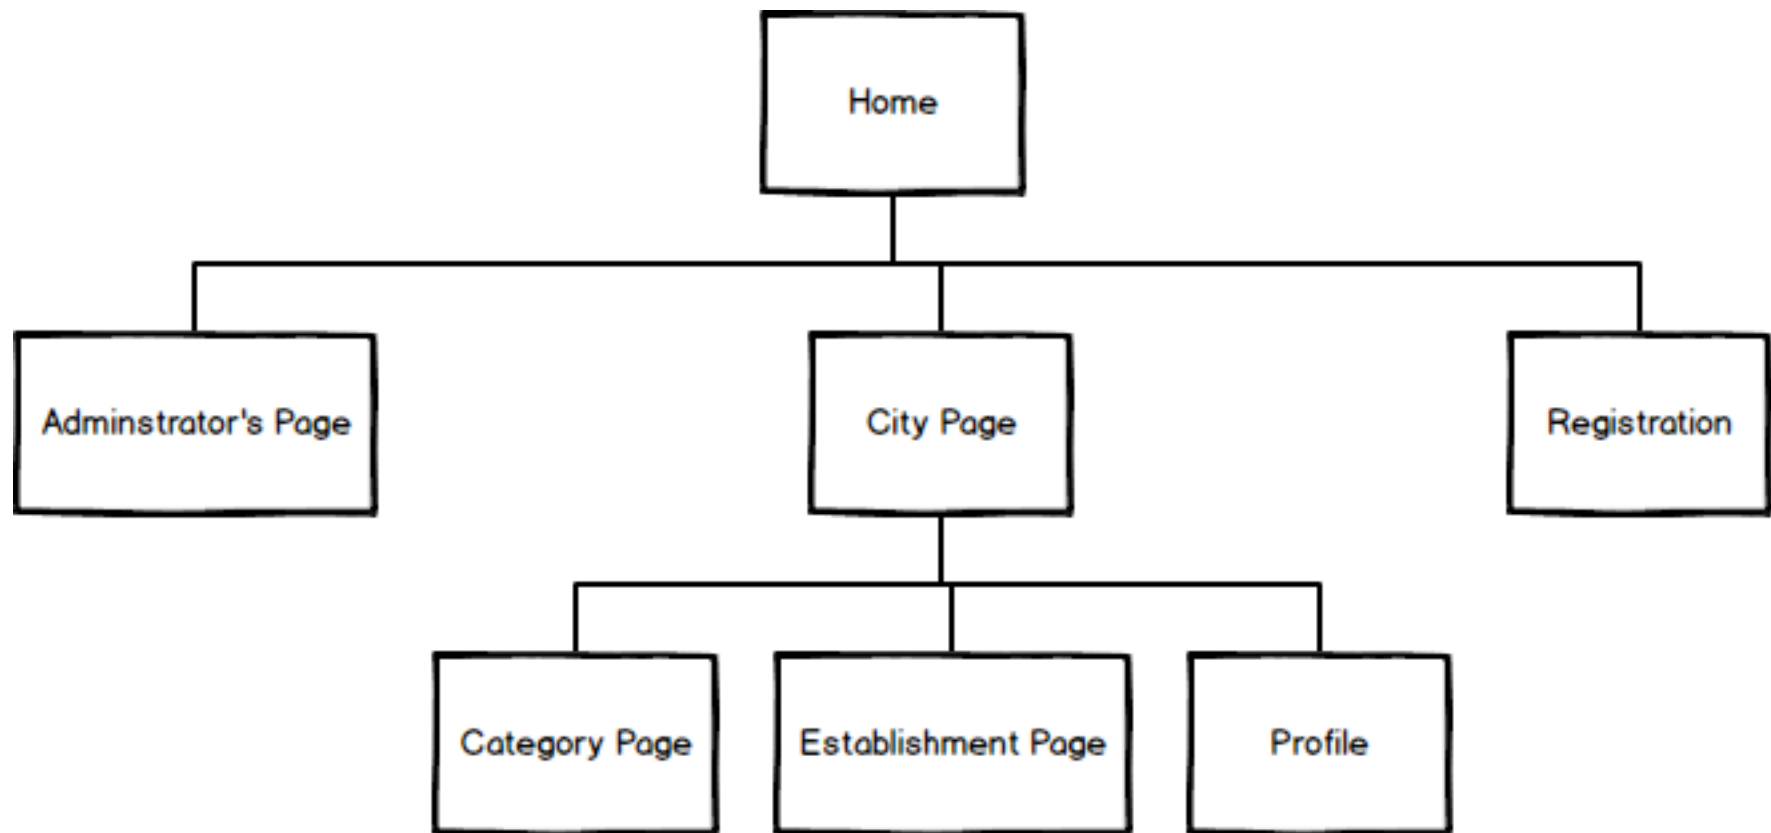 Home
Adminstrator's Page
City Page
Registration
Category Page
Establishment Page
Profile